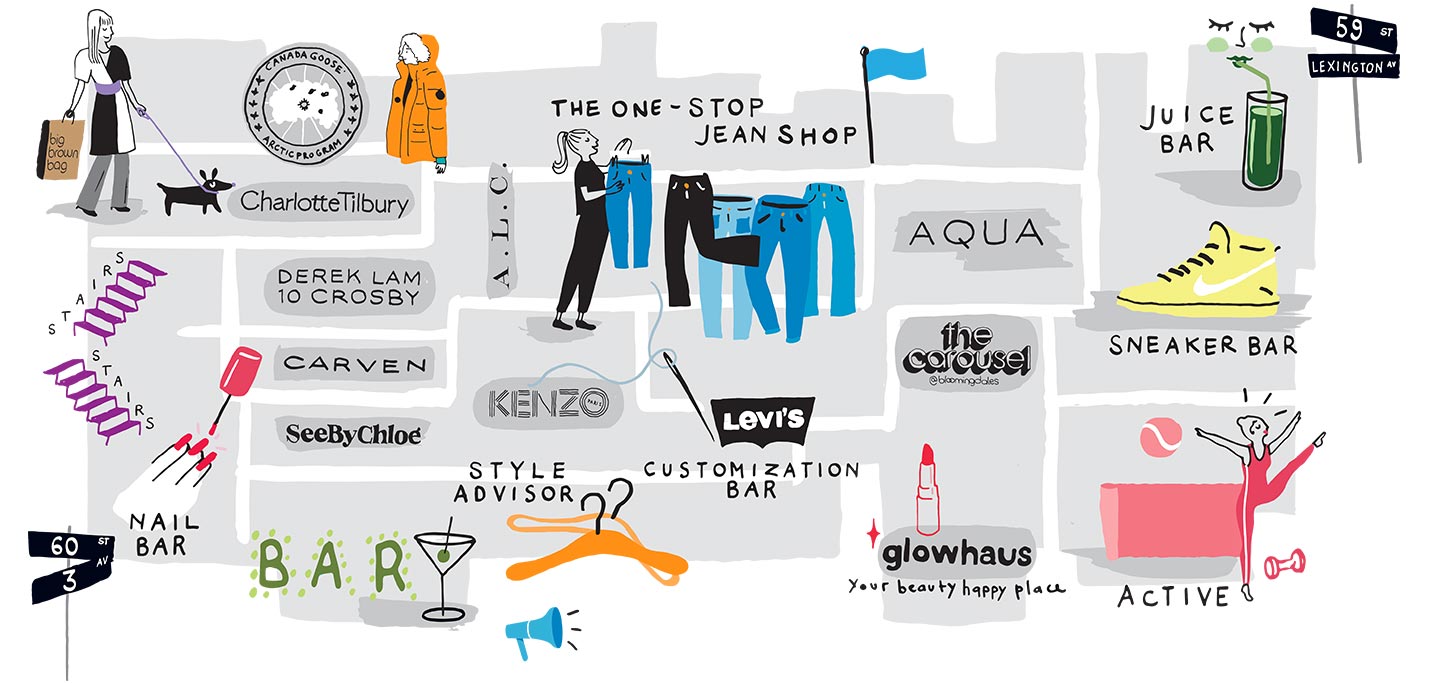 59 ST
LEXINGTON AV
CANADA GOOSE
ARCTIC PROGRAM
THE ONE-STOP
JEAN SHOP
JUICE
BAR
big
brown
bag
CharlotteTilbury
A.L.C.
AQUA
STAIRS
DEREK LAM
10 CROSBY
the
carousel
@bloomingdales
SNEAKER BAR
STAIRS
CARVEN
KENZO
PARIS
LEVI'S
SeeByChloé
STYLE
ADVISOR
CUSTOMIZATION
BAR
NAIL
BAR
60 ST
3 AV
BAR
glowhaus
Your beauty happy place
ACTIVE